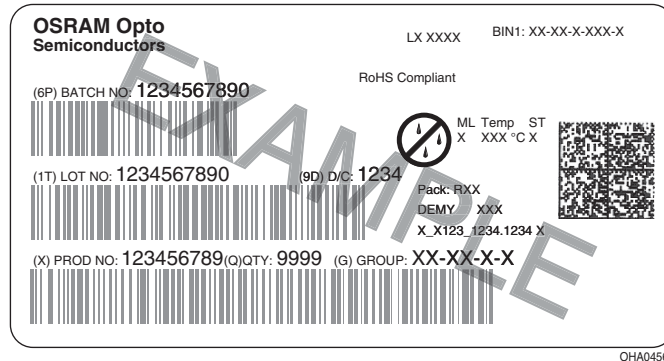 OSRAM Opto
Semiconductors
LX XXXX
BIN1: XX-XX-X-XXX-X
RoHS Compliant
(6P) BATCH NO: 1234567890
ML Temp ST
X XXX °C X
(1T) LOT NO: 1234567890 (9D) D/C: 1234
Pack: RXX
DEMY XXX
X_X123_1234.1234 X
(X) PROD NO: 123456789(Q)QTY: 9999 (G) GROUP: XX-XX-X-X
EXAMPLE